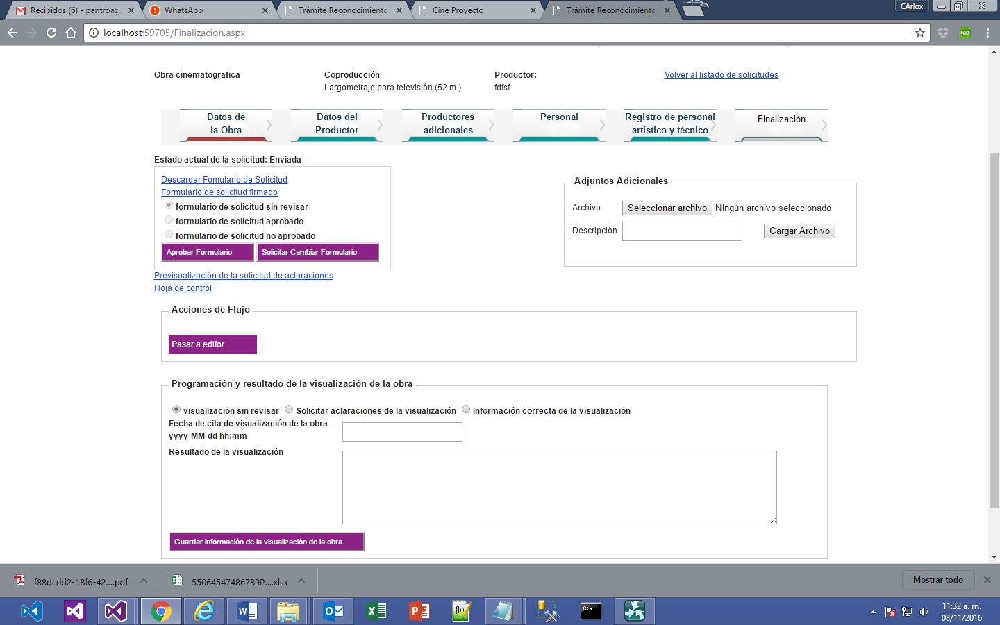 Recibidos (6) - pantroazu
WhatsApp
Trámite Reconocimiento
Cine Proyecto
Trámite Reconocimiento
CArlox
localhost:59705/Finalizacion.aspx
CORS
Obra cinematografica
Coproducción
Productor:
Volver al listado de solicitudes
Largometraje para televisión (52 m.)
fdfsf
Datos de
la Obra
Datos del
Productor
Productores
adicionales
Personal
Registro de personal
artístico y técnico
Finalización
Estado actual de la solicitud: Enviada
Descargar Fomulario de Solicitud
Formulario de solicitud firmado
formulario de solicitud sin revisar
formulario de solicitud aprobado
formulario de solicitud no aprobado
Aprobar Formulario
Solicitar Cambiar Formulario
Adjuntos Adicionales
Archivo
Seleccionar archivo
Ningún archivo seleccionado
Descripción
Cargar Archivo
Previsualización de la solicitud de aclaraciones
Hoja de control
Acciones de Flujo
Pasar a editor
Programación y resultado de la visualización de la obra
visualización sin revisar
Solicitar aclaraciones de la visualización
Información correcta de la visualización
Fecha de cita de visualización de la obra
yyyy-MM-dd hh:mm
Resultado de la visualización
Guardar información de la visualización de la obra
f88dcdd2-18f6-42....pdf
55064547486789P....xlsx
Mostrar todo
11:32 a. m.
08/11/2016